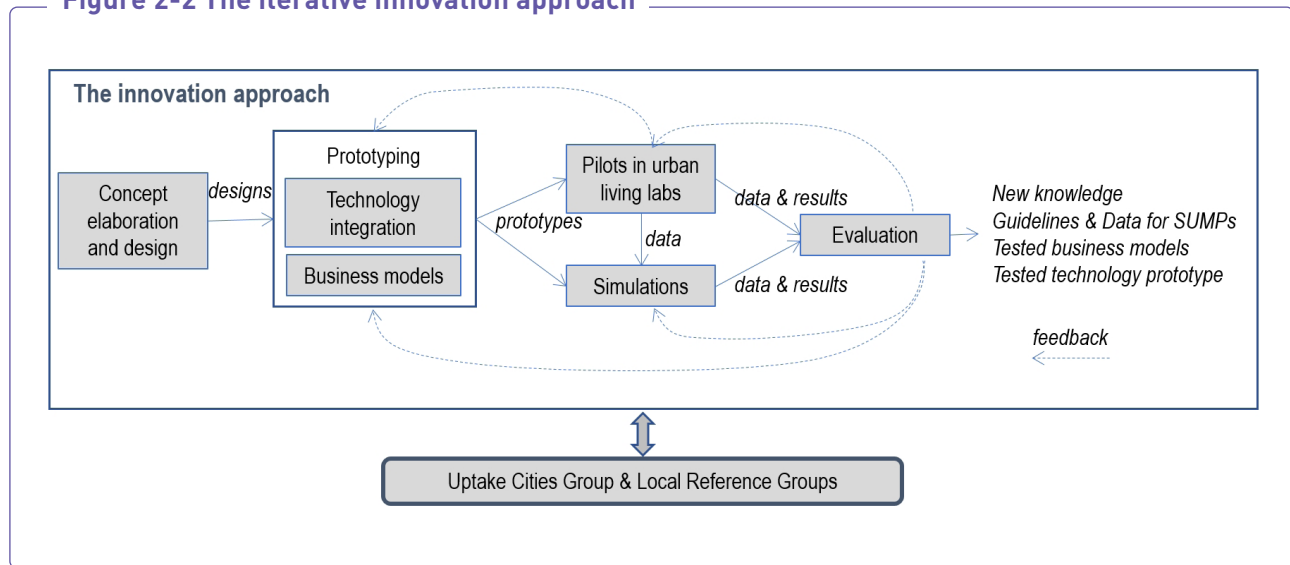 Figure 2-2 The iterative innovation approach
The innovation approach
Concept
elaboration
and design
designs
Prototyping
Technology
integration
Business models
prototypes
Pilots in urban
living labs
data
Simulations
data & results
data & results
Evaluation
New knowledge
Guidelines & Data for SUMPs
Tested business models
Tested technology prototype
feedback
Uptake Cities Group & Local Reference Groups